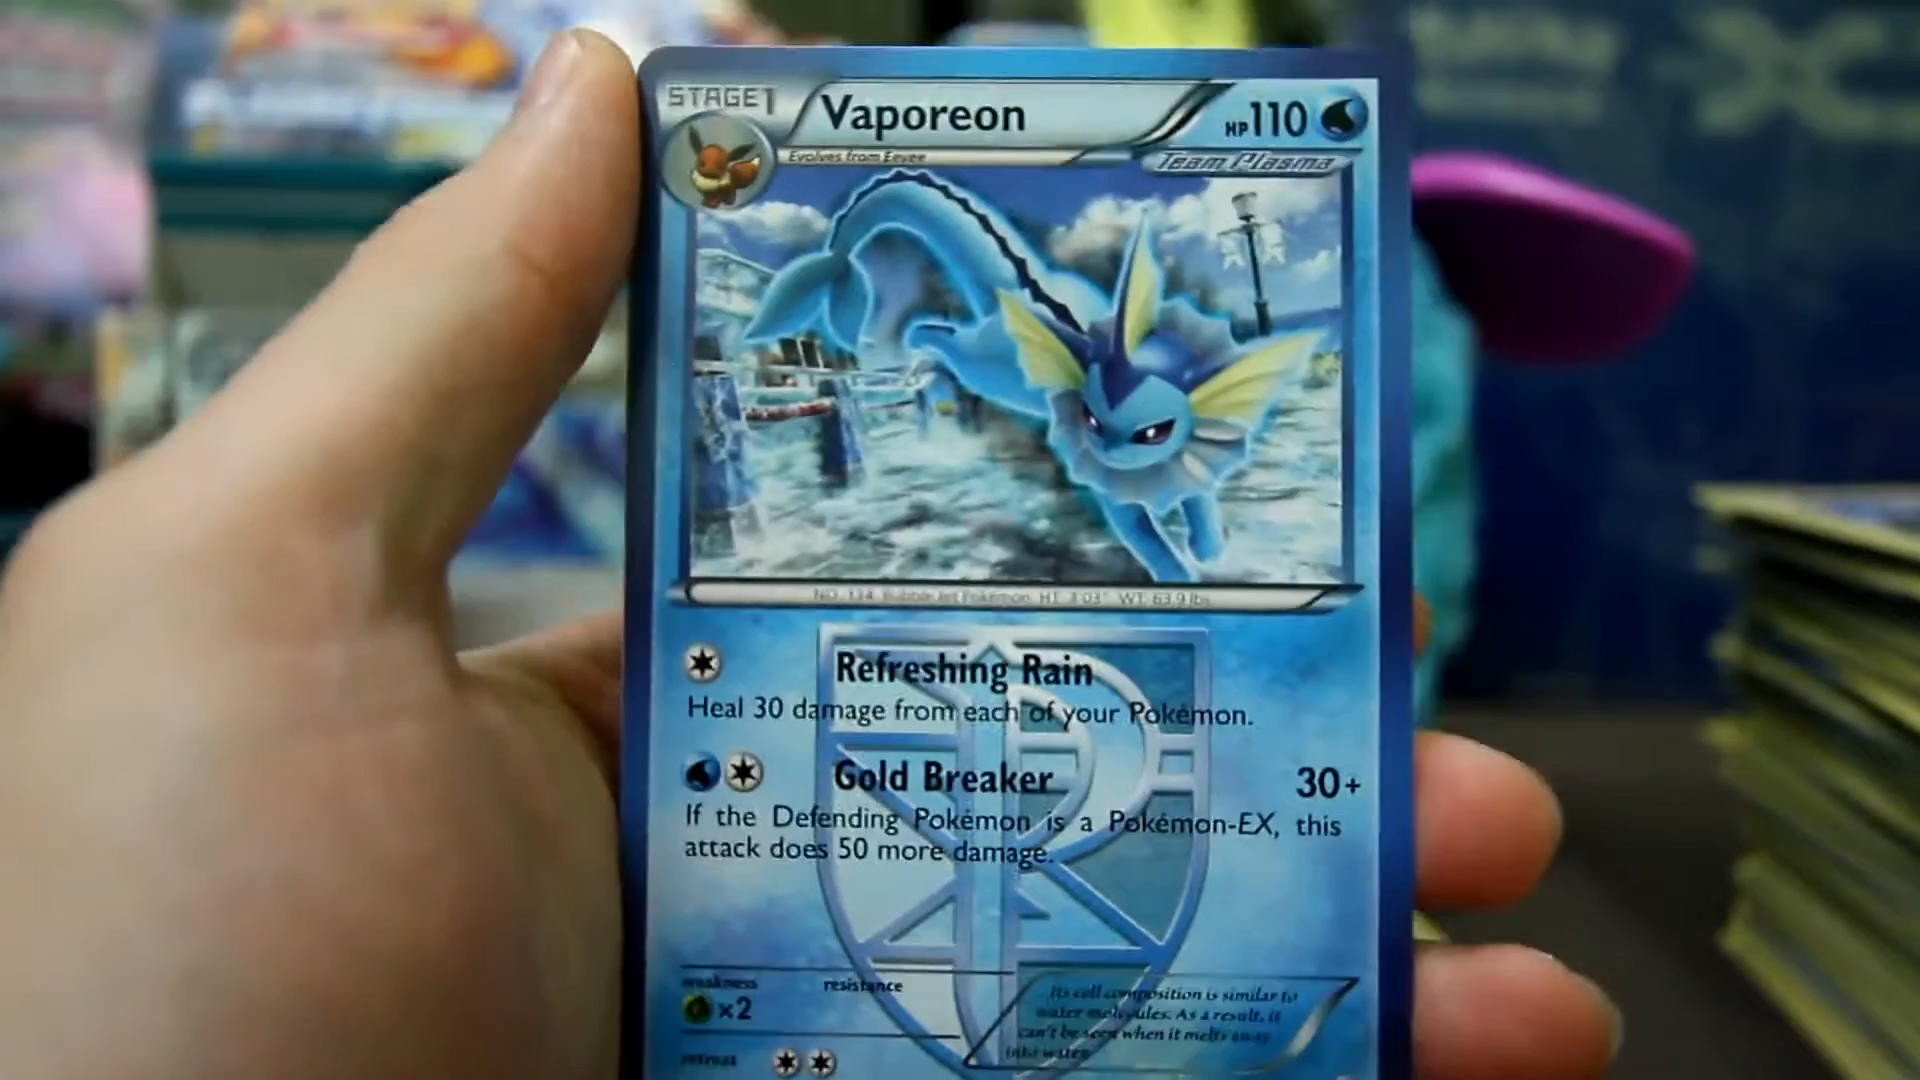 STAGE1
Vaporeon
HP110
Evolves from Eevee
Team Plasma
NO. 134 Bubble Jet Pokémon HT: 3'03" WT: 63.9 lbs.
Refreshing Rain
Heal 30 damage from each of your Pokémon.
Gold Breaker
30+
If the Defending Pokémon is a Pokémon-EX, this
attack does 50 more damage.
weakness
resistance
×2
Its cell composition is similar to
water molecules. As a result, it
can't be seen when it melts away
into water.
retreat